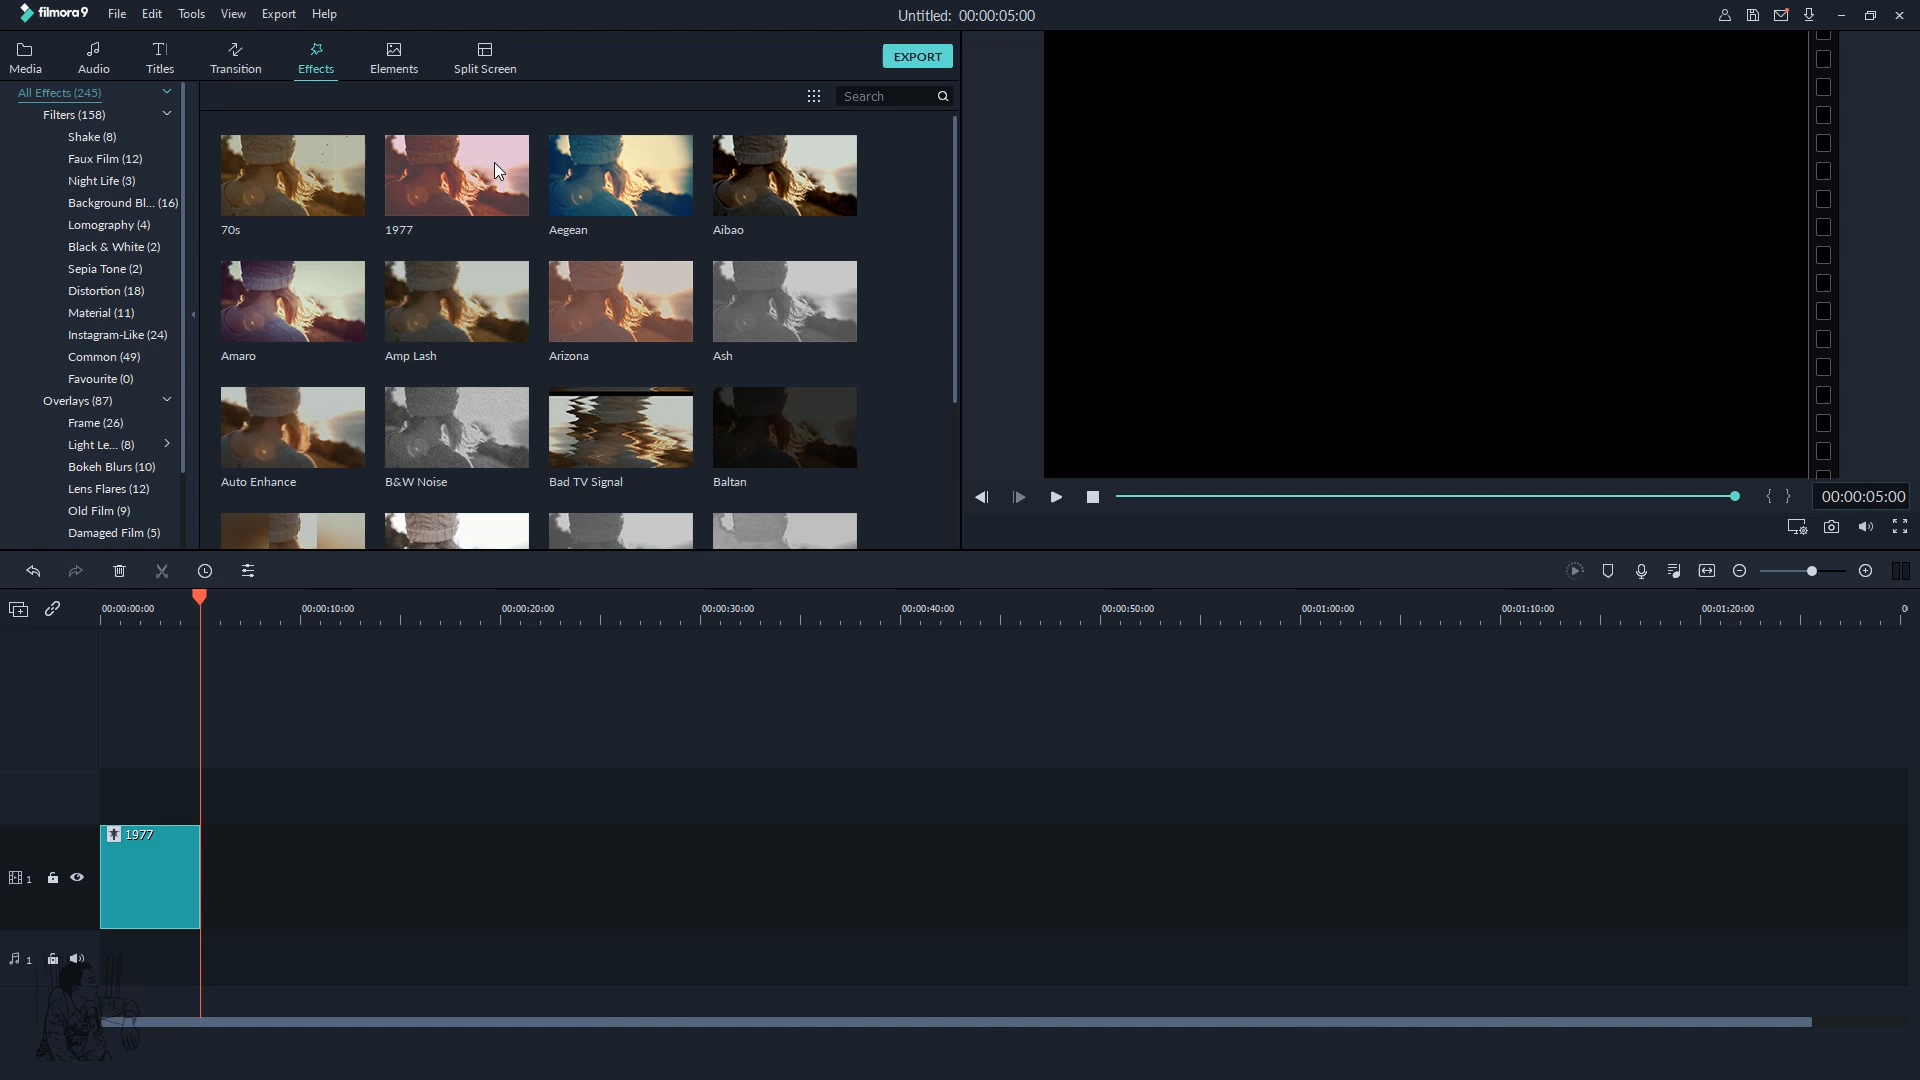 filmora9 File Edit Tools View Export Help Untitled: 00:00:05:00
Media Audio Titles Transition Effects Elements Split Screen EXPORT
All Effects (245)
Filters (158)
Shake (8)
Faux Film (12)
Night Life (3)
Background Bl... (16)
Lomography (4)
Black & White (2)
Sepia Tone (2)
Distortion (18)
Material (11)
Instagram-Like (24)
Common (49)
Favourite (0)
Overlays (87)
Frame (26)
Light Le... (8)
Bokeh Blurs (10)
Lens Flares (12)
Old Film (9)
Damaged Film (5)
Search
70s 1977 Aegean Aibao
Amaro Amp Lash Arizona Ash
Auto Enhance B&W Noise Bad TV Signal Baltan
{ } 00:00:05:00
00:00:00:00 00:00:10:00 00:00:20:00 00:00:30:00 00:00:40:00 00:00:50:00 00:01:00:00 00:01:10:00 00:01:20:00
1977
1
1